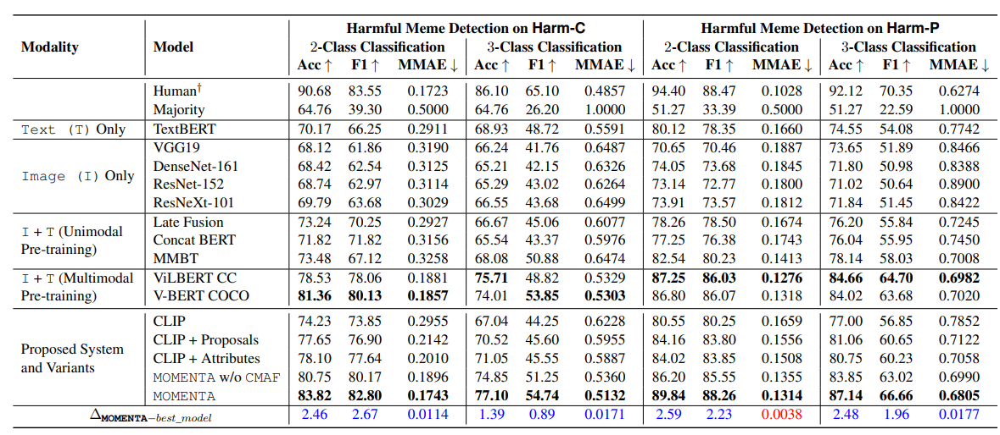 Harmful Meme Detection on Harm-C Harmful Meme Detection on Harm-P
Modality Model 2-Class Classification 3-Class Classification 2-Class Classification 3-Class Classification
Acc ↑ F1 ↑ MMAE ↓ Acc ↑ F1 ↑ MMAE ↓ Acc ↑ F1 ↑ MMAE ↓ Acc ↑ F1 ↑ MMAE ↓
Human† 90.68 83.55 0.1723 86.10 65.10 0.4857 94.40 88.47 0.1028 92.12 70.35 0.6274
Majority 64.76 39.30 0.5000 64.76 26.20 1.0000 51.27 33.39 0.5000 51.27 22.59 1.0000
Text (T) Only TextBERT 70.17 66.25 0.2911 68.93 48.72 0.5591 80.12 78.35 0.1660 74.55 54.08 0.7742
VGG19 68.12 61.86 0.3190 66.24 41.76 0.6487 70.65 70.46 0.1887 73.65 51.89 0.8466
Image (I) Only DenseNet-161 68.42 62.54 0.3125 65.21 42.15 0.6326 74.05 73.68 0.1845 71.80 50.98 0.8388
ResNet-152 68.74 62.97 0.3114 65.29 43.02 0.6264 73.14 72.77 0.1800 71.02 50.64 0.8900
ResNeXt-101 69.79 63.68 0.3029 66.55 43.68 0.6499 73.91 73.57 0.1812 71.84 51.45 0.8422
I + T (Unimodal Late Fusion 73.24 70.25 0.2927 66.67 45.06 0.6077 78.26 78.50 0.1674 76.20 55.84 0.7245
Pre-training) Concat BERT 71.82 71.82 0.3156 65.54 43.37 0.5976 77.25 76.38 0.1743 76.04 55.95 0.7450
MMBT 73.48 67.12 0.3258 68.08 50.88 0.6474 82.54 80.23 0.1413 78.14 58.03 0.7008
I + T (Multimodal ViLBERT CC 78.53 78.06 0.1881 75.71 48.82 0.5329 87.25 86.03 0.1276 84.66 64.70 0.6982
Pre-training) V-BERT COCO 81.36 80.13 0.1857 74.01 53.85 0.5303 86.80 86.07 0.1318 84.02 63.68 0.7020
CLIP 74.23 73.85 0.2955 67.04 44.25 0.6228 80.55 80.25 0.1659 77.00 56.85 0.7852
Proposed System CLIP + Proposals 77.65 76.90 0.2142 70.52 45.60 0.5955 84.16 83.80 0.1556 81.06 60.65 0.7122
and Variants CLIP + Attributes 78.10 77.64 0.2010 71.05 45.55 0.5887 84.02 83.85 0.1508 80.75 60.23 0.7058
MOMENTA w/o CMAF 80.75 80.17 0.1896 74.85 51.25 0.5360 86.20 85.55 0.1355 83.85 63.02 0.6990
MOMENTA 83.82 82.80 0.1743 77.10 54.74 0.5132 89.84 88.26 0.1314 87.14 66.66 0.6805
ΔMOMENTA−best_model 2.46 2.67 0.0114 1.39 0.89 0.0171 2.59 2.23 0.0038 2.48 1.96 0.0177